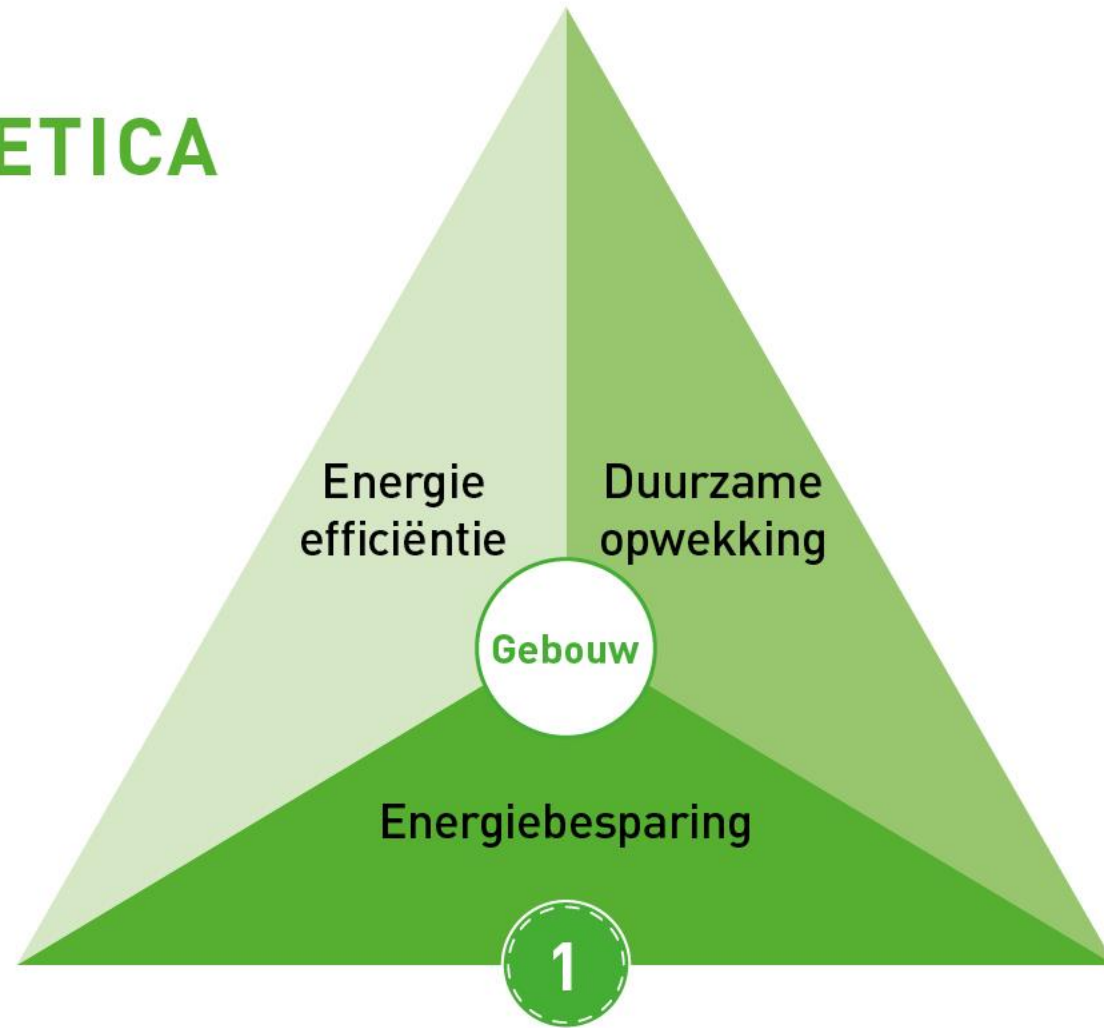 ETICA
Energie
efficiëntie
Duurzame
opwekking
Gebouw
Energiebesparing
1